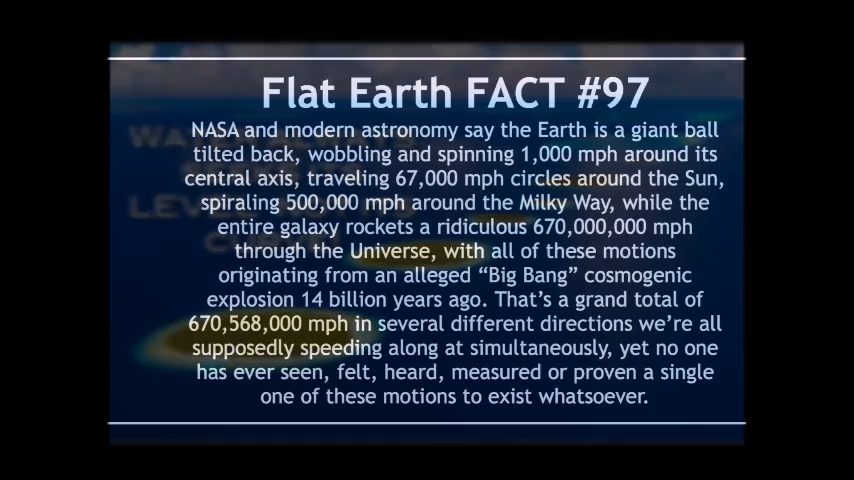 Flat Earth FACT #97
NASA and modern astronomy say the Earth is a giant ball
tilted back, wobbling and spinning 1,000 mph around its
central axis, traveling 67,000 mph circles around the Sun,
spiraling 500,000 mph around the Milky Way, while the
entire galaxy rockets a ridiculous 670,000,000 mph
through the Universe, with all of these motions
originating from an alleged “Big Bang” cosmogenic
explosion 14 billion years ago. That’s a grand total of
670,568,000 mph in several different directions we’re all
supposedly speeding along at simultaneously, yet no one
has ever seen, felt, heard, measured or proven a single
one of these motions to exist whatsoever.